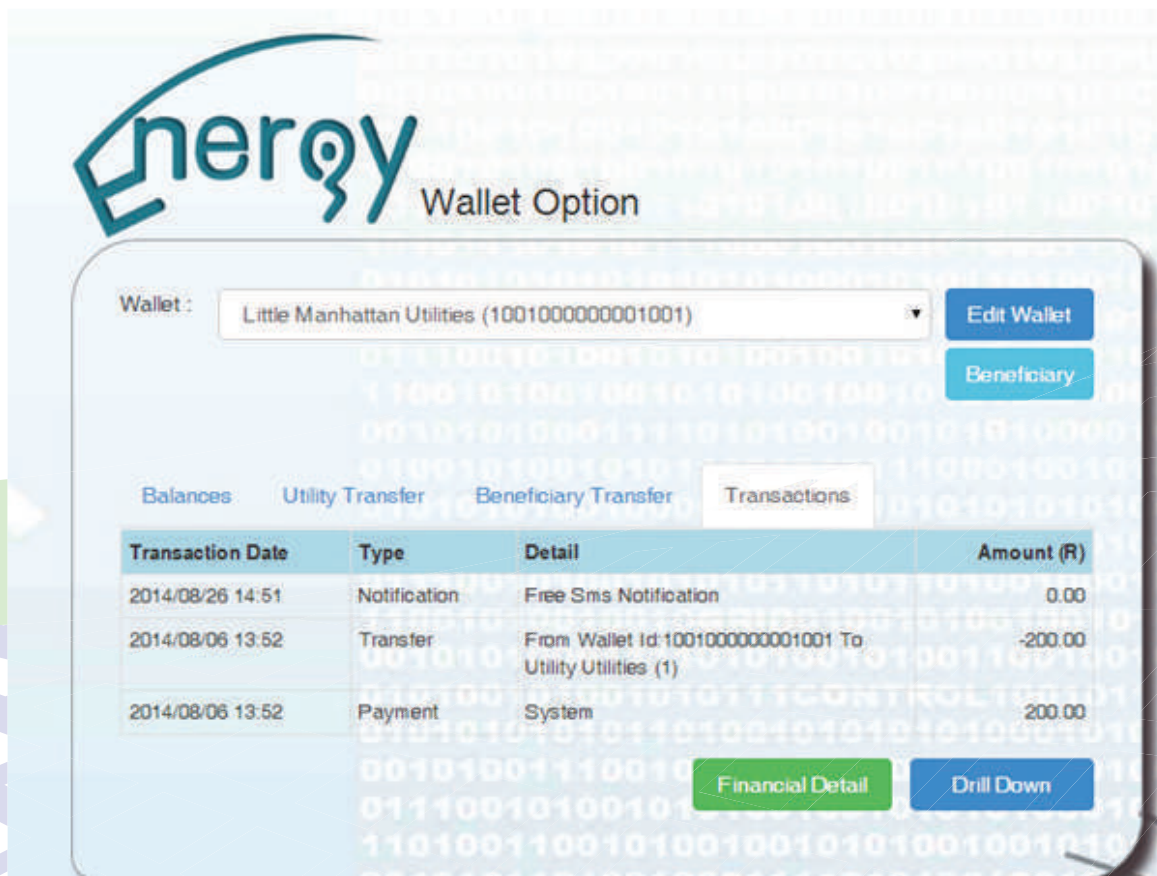 Energy
Wallet Option
Wallet : Little Manhattan Utilities (1001000000001001) Edit Wallet
Beneficiary
Balances Utility Transfer Beneficiary Transfer Transactions
Transaction Date Type Detail Amount (R)
2014/08/26 14:51 Notification Free Sms Notification 0.00
2014/08/06 13:52 Transfer From Wallet Id:1001000000001001 To -200.00
Utility Utilities (1)
2014/08/06 13:52 Payment System 200.00
Financial Detail Drill Down